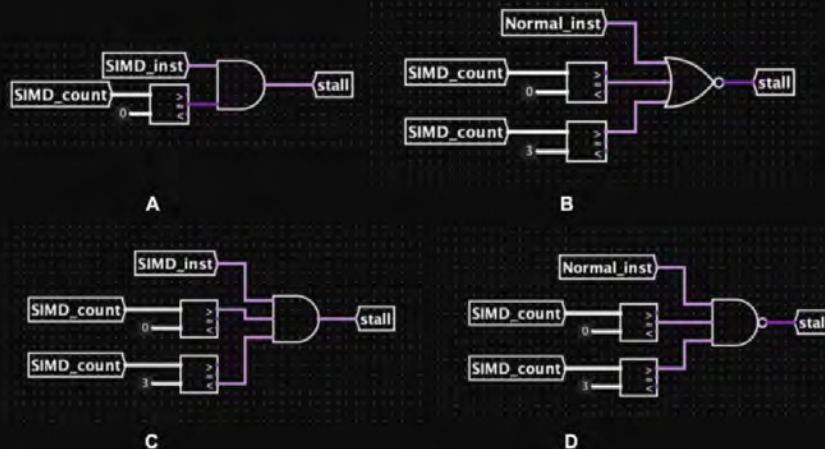 SIMD_inst
SIMD_count
>
=
<
0
stall
A
Normal_inst
SIMD_count
>
=
<
0
SIMD_count
>
=
<
3
stall
B
SIMD_inst
SIMD_count
>
=
<
0
SIMD_count
>
=
<
3
stall
C
Normal_inst
SIMD_count
>
=
<
0
SIMD_count
>
=
<
3
stal
D